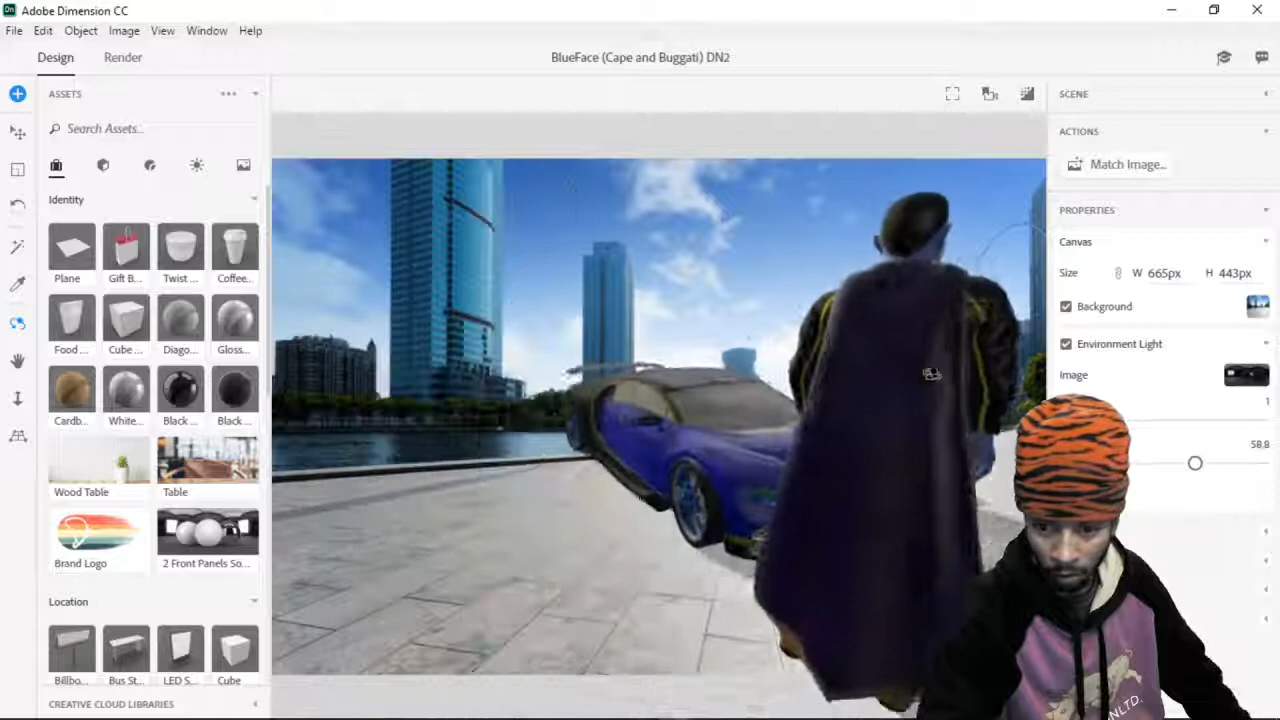 Dn Adobe Dimension CC
File Edit Object Image View Window Help
Design Render BlueFace (Cape and Buggati) DN2
ASSETS
Search Assets...
Identity
Plane Gift B... Twist ... Coffee...
Food ... Cube ... Diago... Gloss...
Cardb... White... Black ... Black ...
Wood Table Table
Brand Logo 2 Front Panels So...
Location
Billbo... Bus St... LED S... Cube
CREATIVE CLOUD LIBRARIES
SCENE
ACTIONS
Match Image...
PROPERTIES
Canvas
Size W 665px H 443px
Background
Environment Light
Image
1
58.8